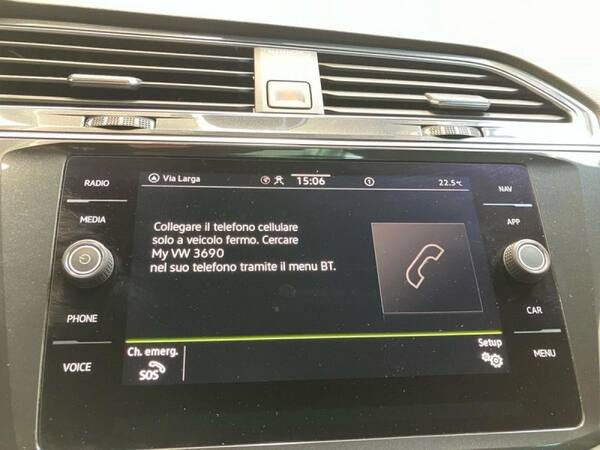 RADIO
MEDIA
PHONE
VOICE
Via Larga
15:06
22.5°C
Collegare il telefono cellulare
solo a veicolo fermo. Cercare
My VW 3690
nel suo telefono tramite il menu BT.
Ch. emerg.
SOS
Setup
NAV
APP
CAR
MENU